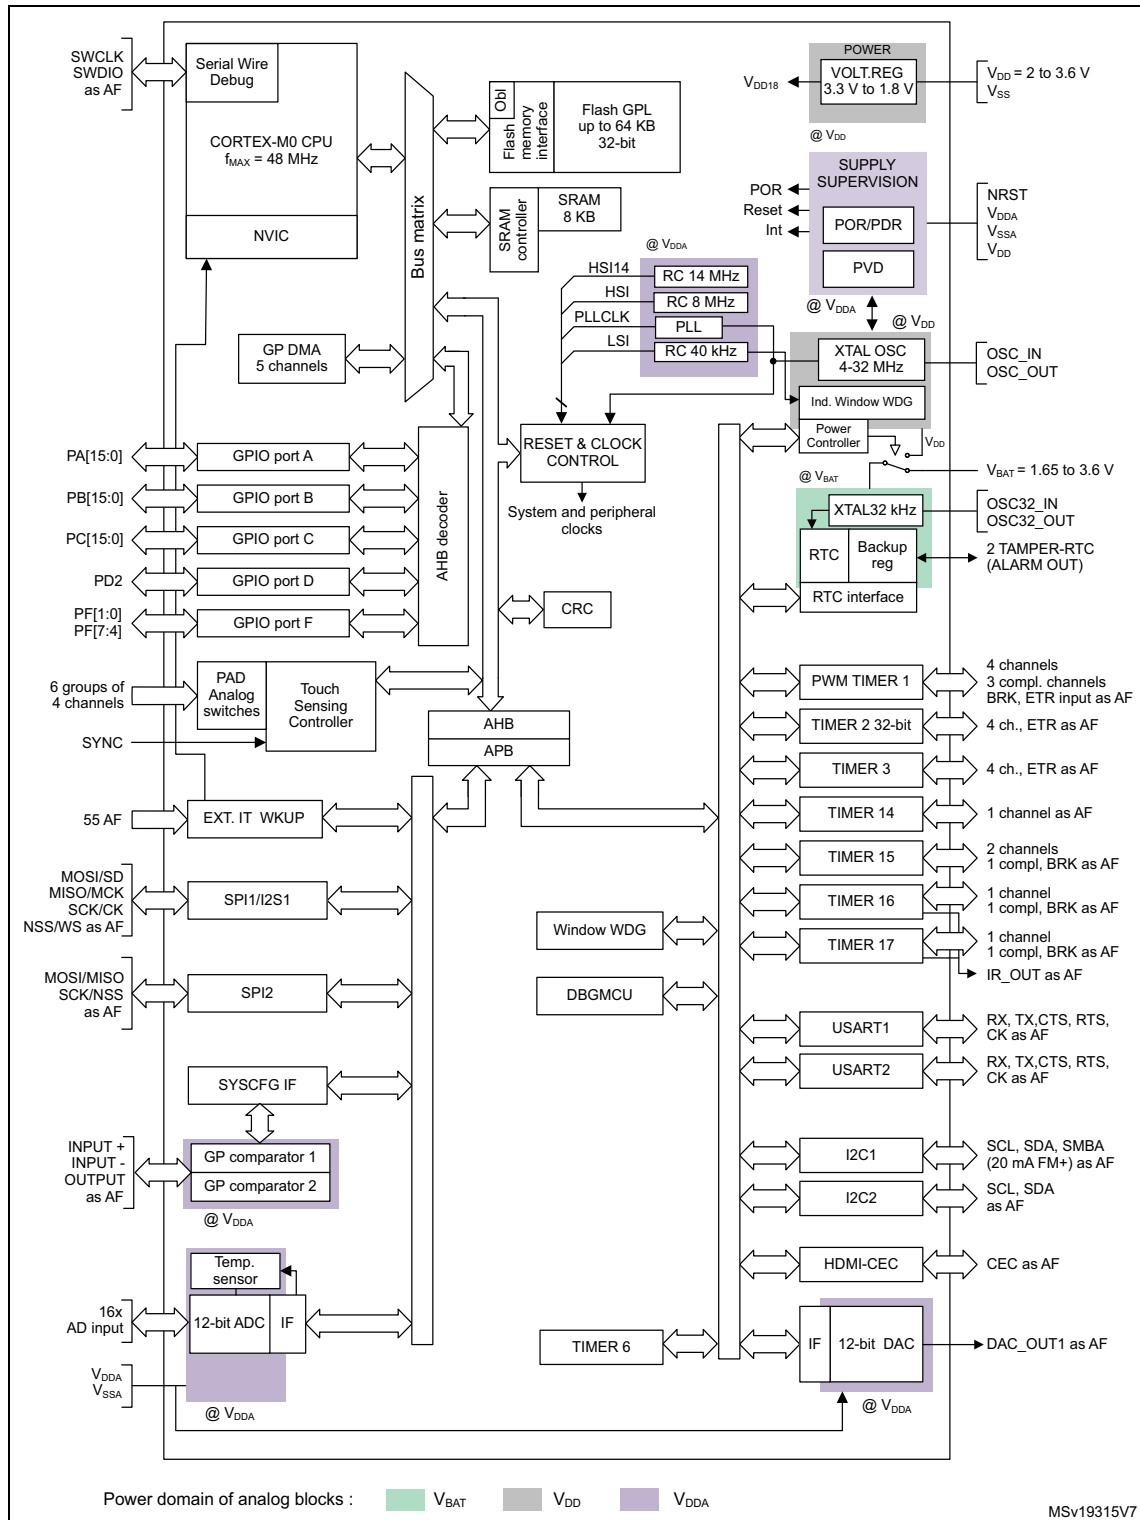 SWCLK
SWDIO
as AF
Serial Wire
Debug
CORTEX-M0 CPU
fMAX = 48 MHz
NVIC
Bus matrix
Obl
Flash
memory
interface
Flash GPL
up to 64 KB
32-bit
SRAM
controller
SRAM
8 KB
POWER
VOLT.REG
3.3 V to 1.8 V
VDD18
VDD = 2 to 3.6 V
VSS
@ VDD
SUPPLY
SUPERVISION
POR
Reset
Int
POR/PDR
PVD
NRST
VDDA
VSSA
VDD
@ VDDA
@ VDD
@ VDDA
HSI14
HSI
PLLCLK
LSI
RC 14 MHz
RC 8 MHz
PLL
RC 40 kHz
XTAL OSC
4-32 MHz
OSC_IN
OSC_OUT
Ind. Window WDG
Power
Controller
VDD
@ VBAT
VBAT = 1.65 to 3.6 V
XTAL32 kHz
OSC32_IN
OSC32_OUT
RTC
Backup
reg
2 TAMPER-RTC
(ALARM OUT)
RTC interface
GP DMA
5 channels
RESET & CLOCK
CONTROL
System and peripheral
clocks
AHB decoder
PA[15:0]
GPIO port A
PB[15:0]
GPIO port B
PC[15:0]
GPIO port C
PD2
GPIO port D
PF[1:0]
PF[7:4]
GPIO port F
CRC
6 groups of
4 channels
PAD
Analog
switches
Touch
Sensing
Controller
SYNC
AHB
APB
55 AF
EXT. IT WKUP
MOSI/SD
MISO/MCK
SCK/CK
NSS/WS as AF
SPI1/I2S1
MOSI/MISO
SCK/NSS
as AF
SPI2
SYSCFG IF
INPUT +
INPUT -
OUTPUT
as AF
GP comparator 1
GP comparator 2
@ VDDA
Temp.
sensor
16x
AD input
12-bit ADC
IF
VDDA
VSSA
@ VDDA
Window WDG
DBGMCU
TIMER 6
PWM TIMER 1
4 channels
3 compl. channels
BRK, ETR input as AF
TIMER 2 32-bit
4 ch., ETR as AF
TIMER 3
4 ch., ETR as AF
TIMER 14
1 channel as AF
TIMER 15
2 channels
1 compl, BRK as AF
TIMER 16
1 channel
1 compl, BRK as AF
TIMER 17
1 channel
1 compl, BRK as AF
IR_OUT as AF
USART1
RX, TX,CTS, RTS,
CK as AF
USART2
RX, TX,CTS, RTS,
CK as AF
I2C1
SCL, SDA, SMBA
(20 mA FM+) as AF
I2C2
SCL, SDA
as AF
HDMI-CEC
CEC as AF
IF
12-bit DAC
DAC_OUT1 as AF
@ VDDA
Power domain of analog blocks :
VBAT
VDD
VDDA
MSv19315V7